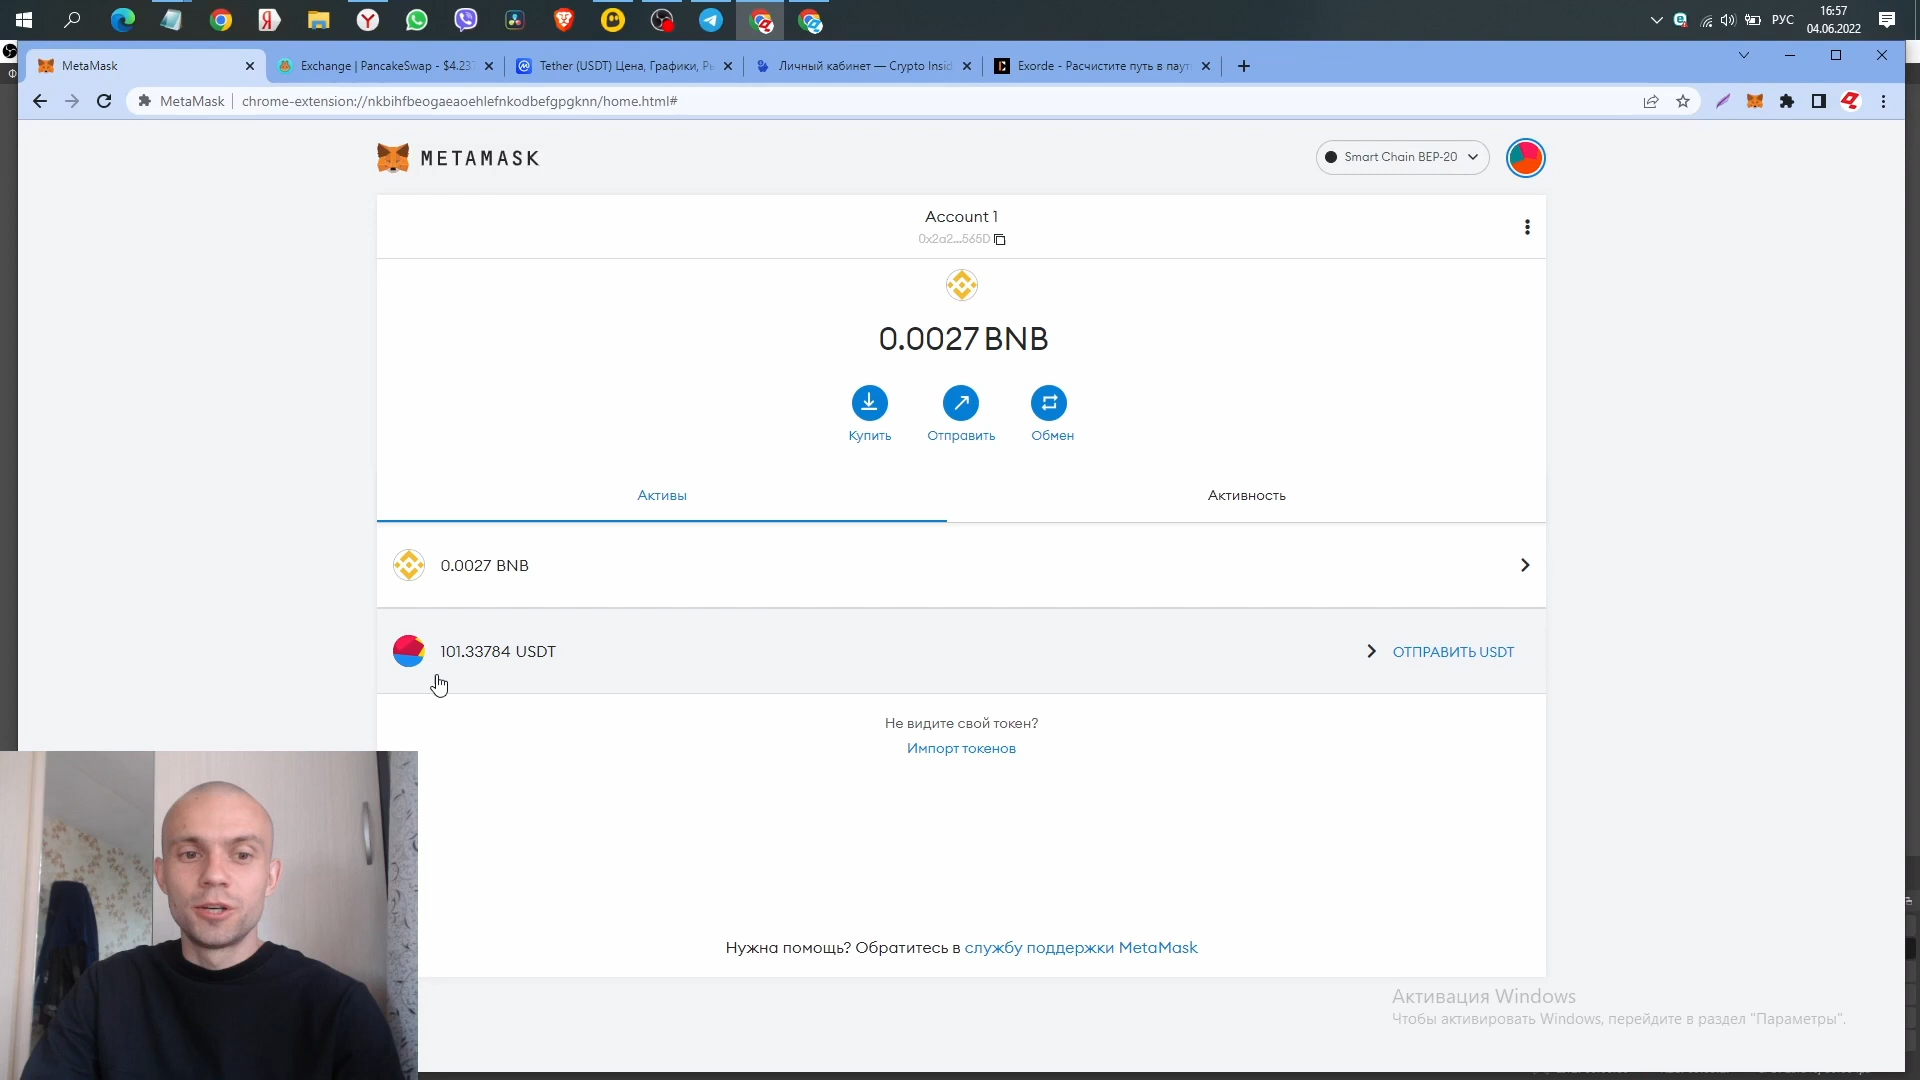 16:57
РУС
04.06.2022
MetaMask
Exchange | PancakeSwap - $4.23
Tether (USDT) Цена, Графики, Ры
Личный кабинет — Crypto Insid
Exorde - Расчистите путь в паут
MetaMask
chrome-extension://nkbihfbeogaeaoehlefnkodbefgpgknn/home.html#
METAMASK
Smart Chain BEP-20
Account 1
0x2a2...565D
0.0027 BNB
Купить
Отправить
Обмен
Активы
Активность
0.0027 BNB
101.33784 USDT
ОТПРАВИТЬ USDT
Не видите свой токен?
Импорт токенов
Нужна помощь? Обратитесь в службу поддержки MetaMask
Активация Windows
Чтобы активировать Windows, перейдите в раздел "Параметры".